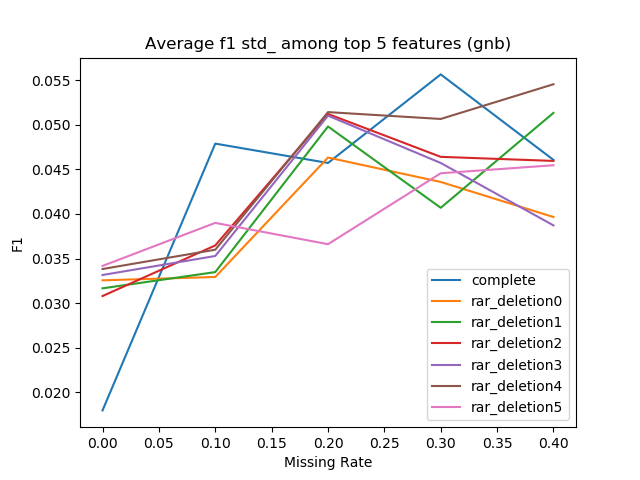 Average f1 std_ among top 5 features (gnb)
F1
0.055
0.050
0.045
0.040
0.035
0.030
0.025
0.020
complete
rar_deletion0
rar_deletion1
rar_deletion2
rar_deletion3
rar_deletion4
rar_deletion5
0.00 0.05 0.10 0.15 0.20 0.25 0.30 0.35 0.40
Missing Rate